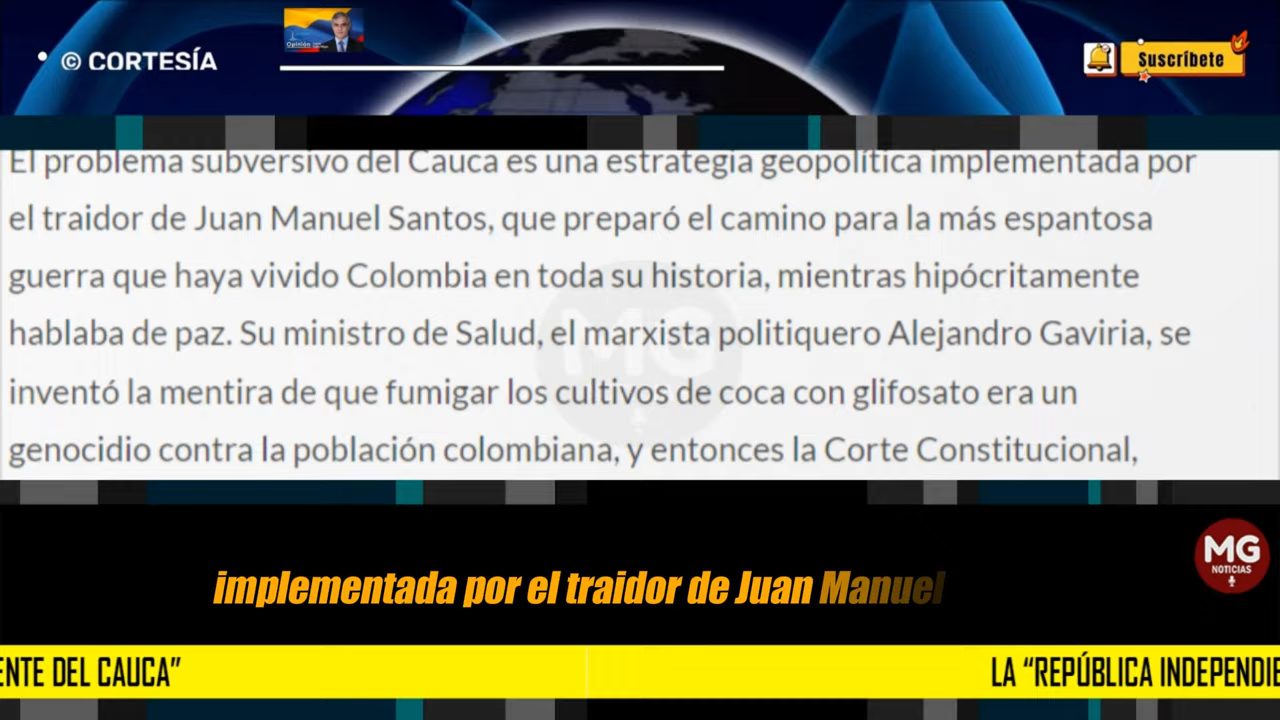 © CORTESÍA
Opinión
Suscríbete
El problema subversivo del Cauca es una estrategia geopolítica implementada por
el traidor de Juan Manuel Santos, que preparó el camino para la más espantosa
guerra que haya vivido Colombia en toda su historia, mientras hipócritamente
hablaba de paz. Su ministro de Salud, el marxista politiquero Alejandro Gaviria, se
inventó la mentira de que fumigar los cultivos de coca con glifosato era un
genocidio contra la población colombiana, y entonces la Corte Constitucional,
MG
implementada por el traidor de Juan Manuel
MG
NOTICIAS
ENTE DEL CAUCA”
LA “REPÚBLICA INDEPENDIE